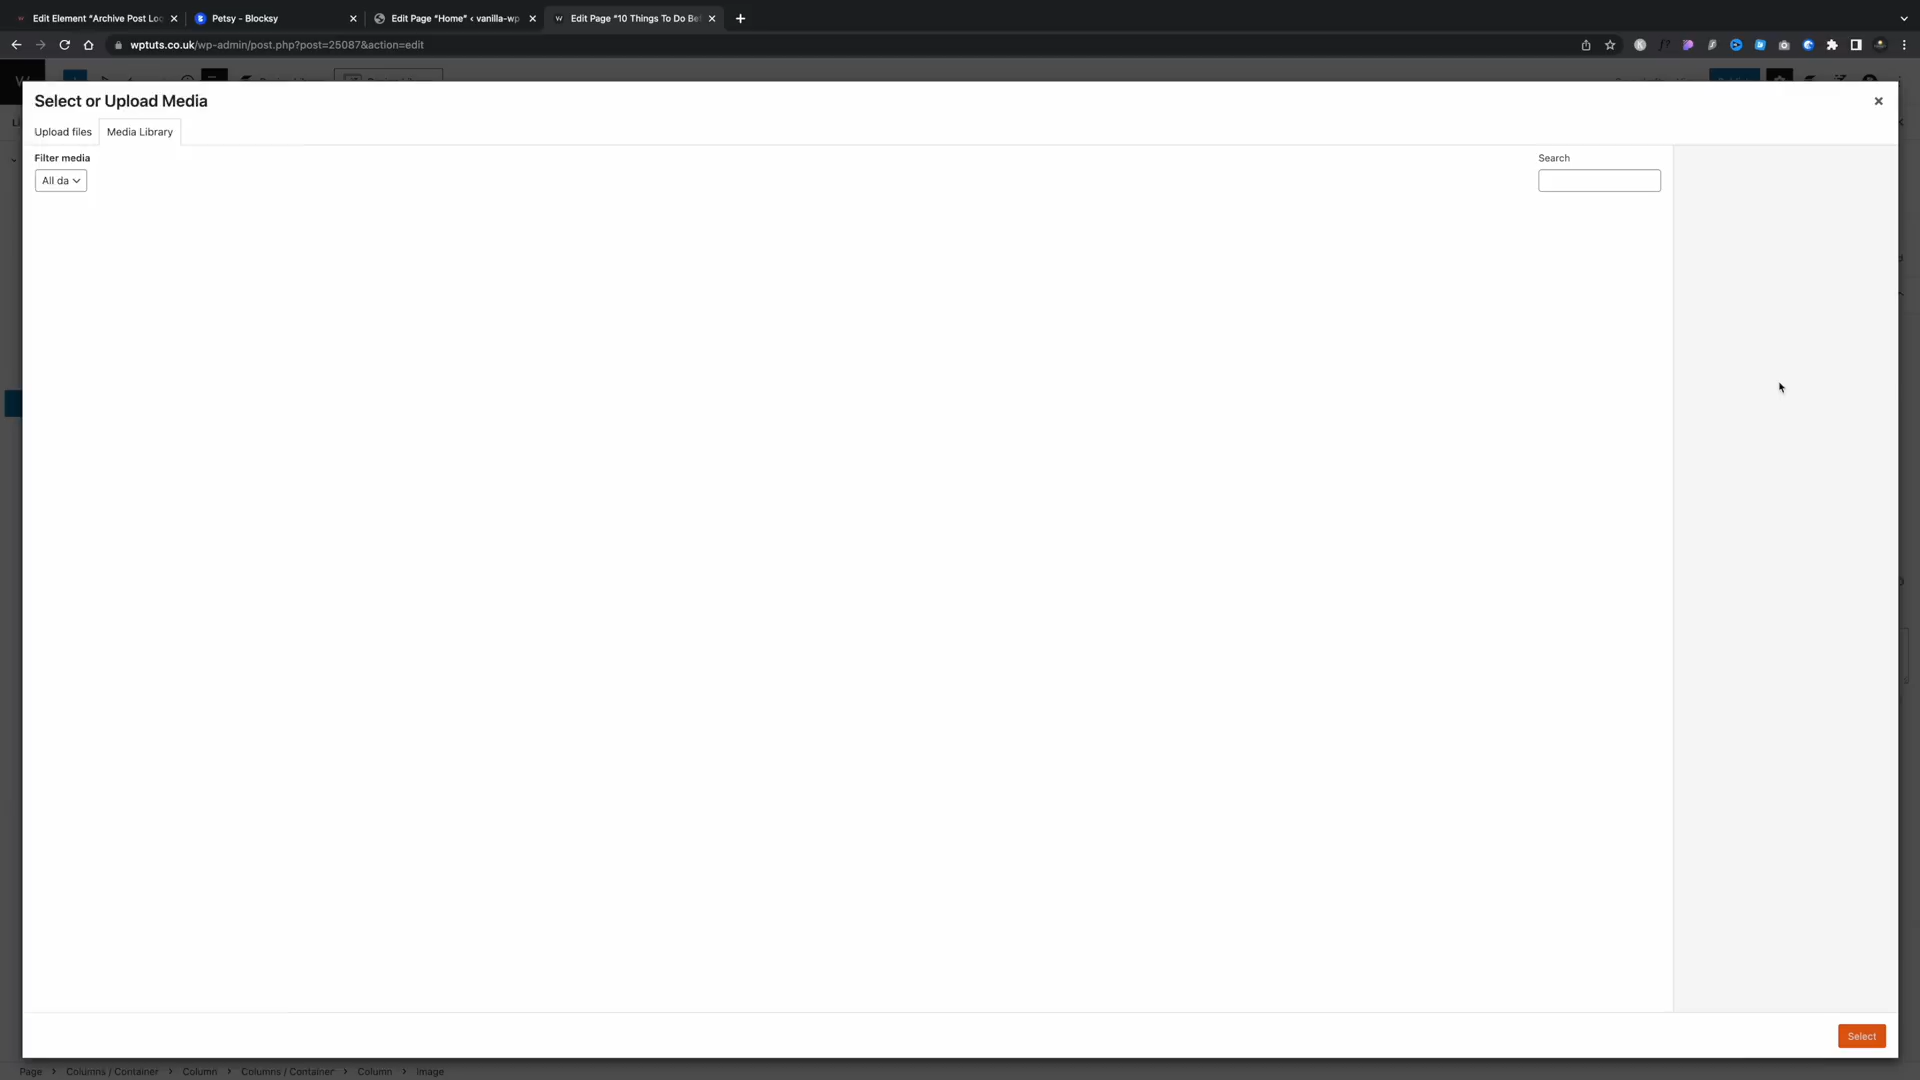 Edit Element "Archive Post Loo
Petsy - Blocksy
Edit Page "Home" ‹ vanilla-wp
Edit Page "10 Things To Do Be
wptuts.co.uk/wp-admin/post.php?post=25087&action=edit
Select or Upload Media
Upload files
Media Library
Filter media
All da
Search
Select
Page
Columns / Container
Column
Columns / Container
Column
Image